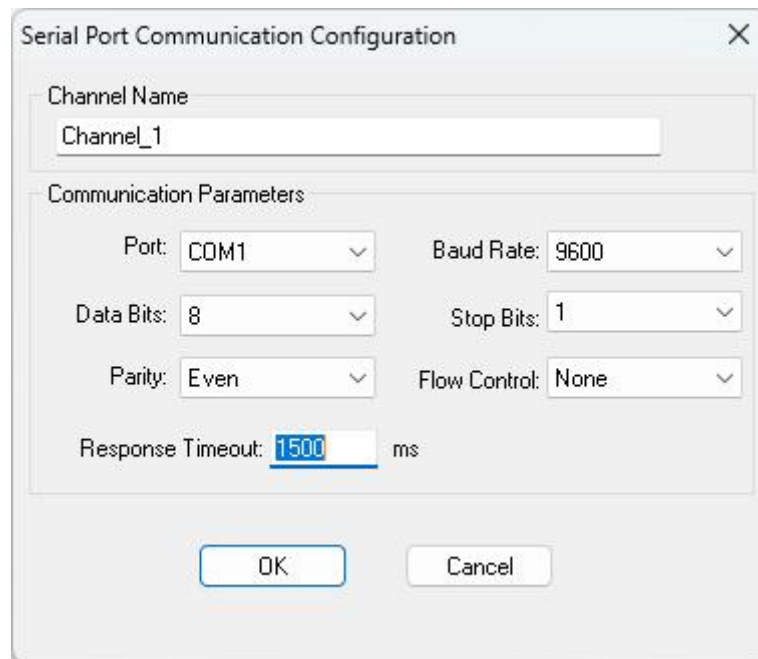 Serial Port Communication Configuration
Channel Name
Channel_1
Communication Parameters
Port: COM1 Baud Rate: 9600
Data Bits: 8 Stop Bits: 1
Parity: Even Flow Control: None
Response Timeout: 1500 ms
OK Cancel